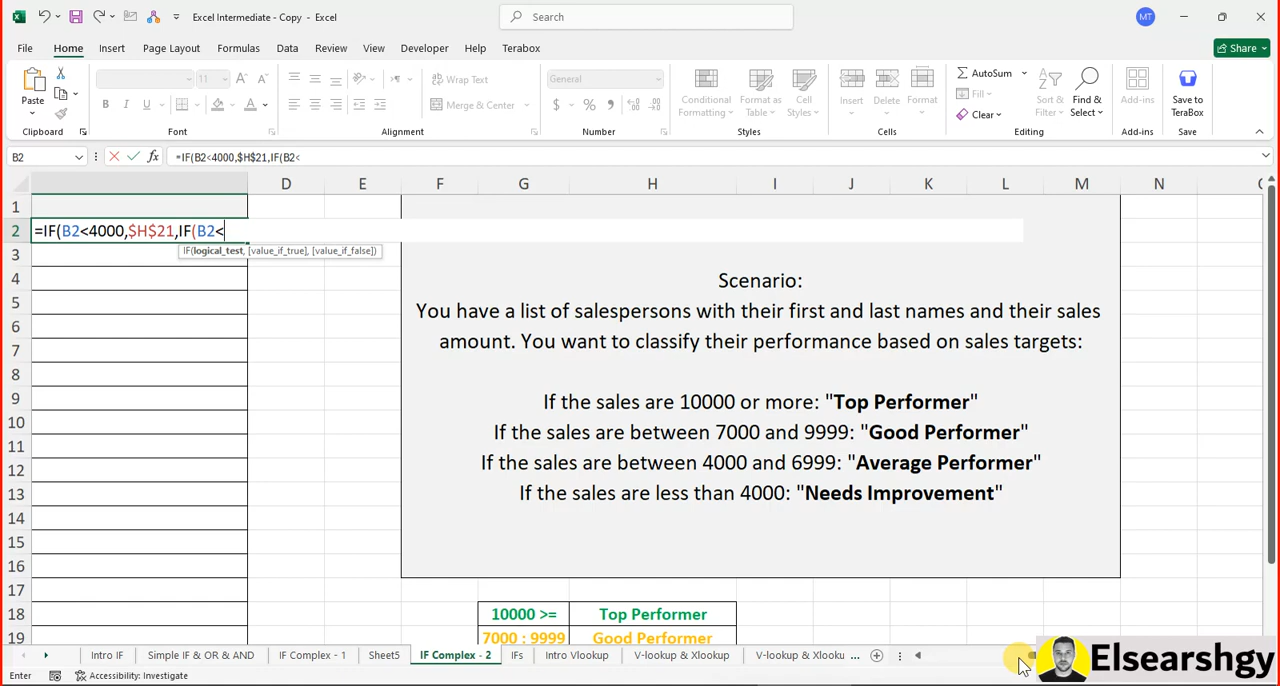 Excel Intermediate - Copy - Excel
Search
MT
File Home Insert Page Layout Formulas Data Review View Automate Developer Help Terabox
Share
Paste
11
Wrap Text
Merge & Center
General
Conditional Formatting
Format as Table
Cell Styles
Insert
Delete
Format
AutoSum
Fill
Clear
Sort & Filter
Find & Select
Add-ins
Save to TeraBox
Clipboard Font Alignment Number Styles Cells Editing Add-ins Save
B2
=IF(B2<4000,$H$21,IF(B2<
D E F G H I J K L M N
1
2 =IF(B2<4000,$H$21,IF(B2<
IF(logical_test, [value_if_true], [value_if_false])
3
4
5
6
7
8
9
10
11
12
13
14
15
16
17
18
19
Scenario:
You have a list of salespersons with their first and last names and their sales
amount. You want to classify their performance based on sales targets:
If the sales are 10000 or more: "Top Performer"
If the sales are between 7000 and 9999: "Good Performer"
If the sales are between 4000 and 6999: "Average Performer"
If the sales are less than 4000: "Needs Improvement"
10000 >= Top Performer
7000 : 9999 Good Performer
Intro IF Simple IF & OR & AND IF Complex - 1 Sheet5 IF Complex - 2 IFs Intro Vlookup V-lookup & Xlookup V-lookup & Xlooku ...
Enter Accessibility: Investigate
Elsearshgy